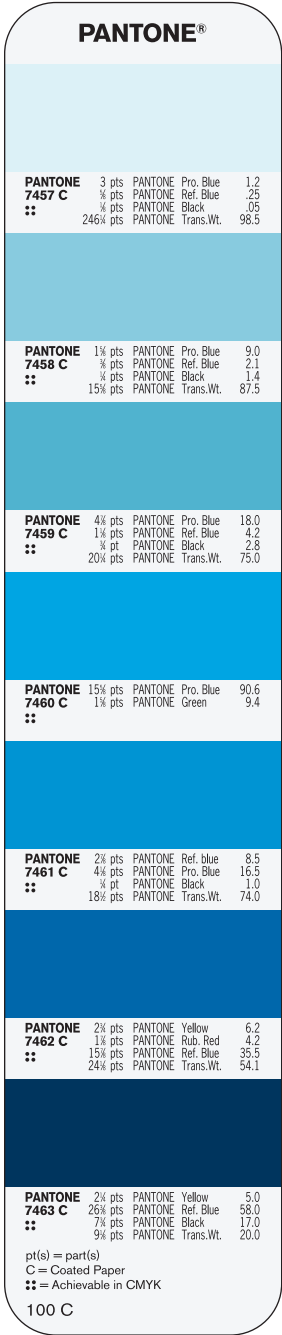 PANTONE®
PANTONE 3 pts PANTONE Pro. Blue 1.2
7457 C ⅝ pts PANTONE Ref. Blue .25
⅛ pts PANTONE Black .05
246¼ pts PANTONE Trans.Wt. 98.5
PANTONE 1⅝ pts PANTONE Pro. Blue 9.0
7458 C ⅜ pts PANTONE Ref. Blue 2.1
¼ pts PANTONE Black 1.4
pts PANTONE Trans.Wt. 87.5
PANTONE 4⅞ pts PANTONE Pro. Blue 18.0
7459 C 1⅛ pts PANTONE Ref. Blue 4.2
¾ pt PANTONE Black 2.8
20¼ pts PANTONE Trans.Wt. 75.0
PANTONE 15⅝ pts PANTONE Pro. Blue 90.6
7460 C 1⅝ pts PANTONE Green 9.4
PANTONE pts PANTONE Ref. blue 8.5
7461 C 4⅛ pts PANTONE Pro. Blue 16.5
¼ pt PANTONE Black 1.0
18½ pts PANTONE Trans.Wt. 74.0
PANTONE 2¾ pts PANTONE Yellow 6.2
7462 C 1⅞ pts PANTONE Rub. Red 4.2
15⅞ pts PANTONE Ref. Blue 35.5
24⅛ pts PANTONE Trans.Wt. 54.1
PANTONE 2¼ pts PANTONE Yellow 5.0
7463 C 26⅜ pts PANTONE Ref. Blue 58.0
7¾ pts PANTONE Black 17.0
9⅛ pts PANTONE Trans.Wt. 20.0
pt(s) = part(s)
C = Coated Paper
= Achievable in CMYK
100 C